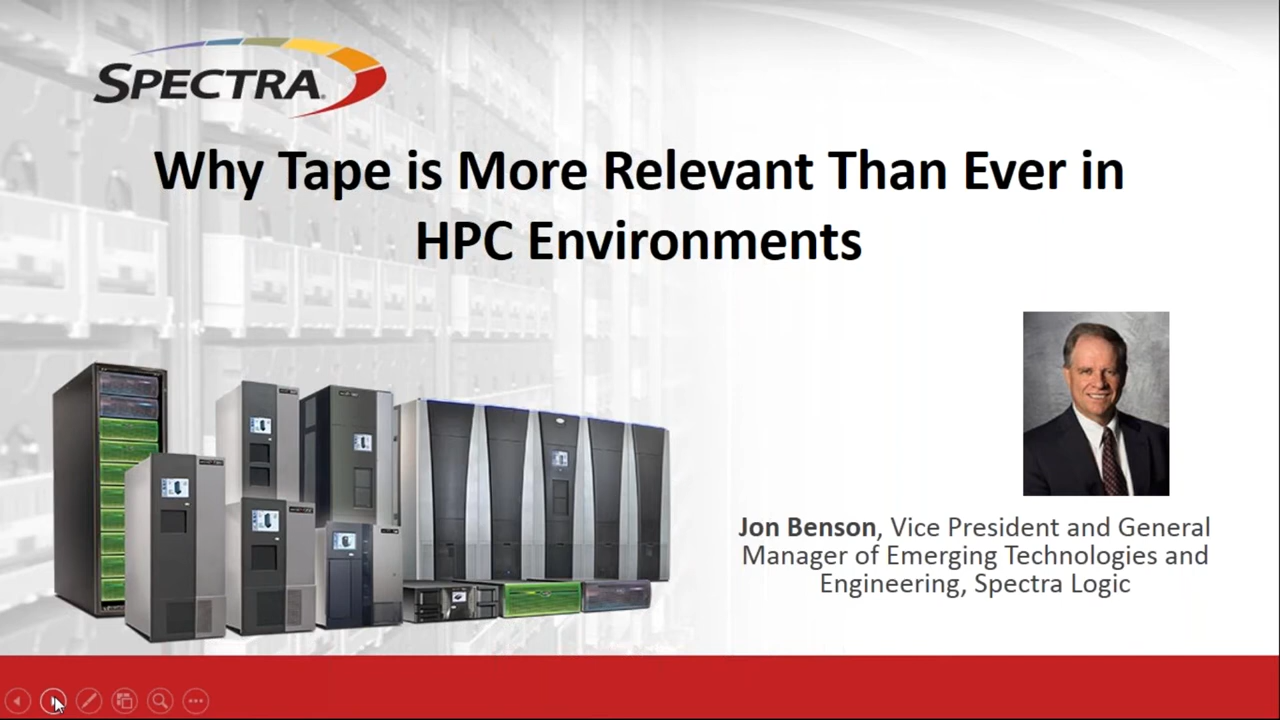 SPECTRA
Why Tape is More Relevant Than Ever in
HPC Environments
Jon Benson, Vice President and General
Manager of Emerging Technologies and
Engineering, Spectra Logic